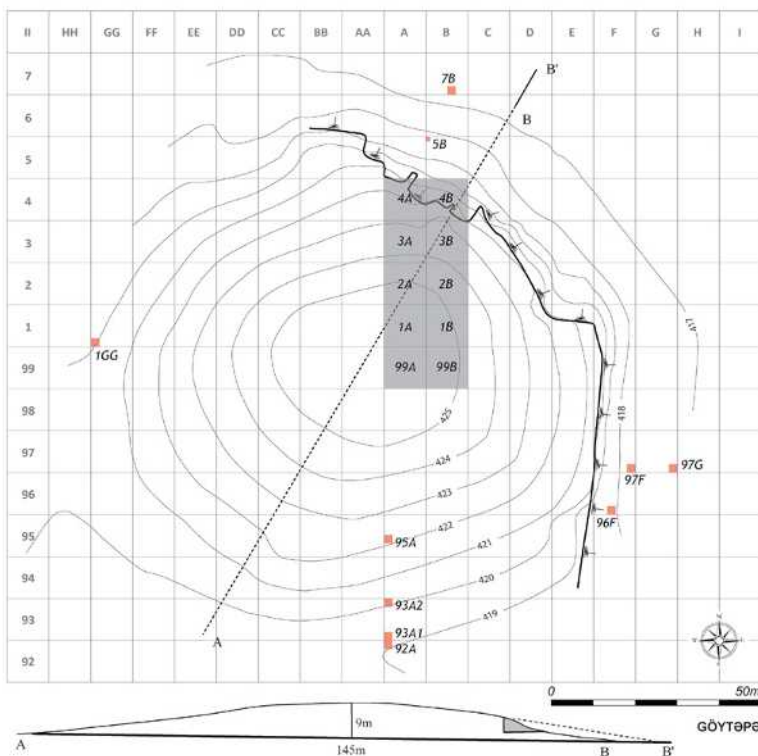 II HH GG FF EE DD CC BB AA A B C D E F G H I
7 7B B'
6 B
5B
5
4 4A 4B
3 3A 3B
2 2A 2B
1 1A 1B 417
1GG
99 99A 99B
98 425 418
97 424 97F 97G
96 423 96F
422
95 95A 421
94 420
93A2
93 419
A 93A1
92 92A
0 50m
9m GÖYTƏPƏ
A B B'
145m